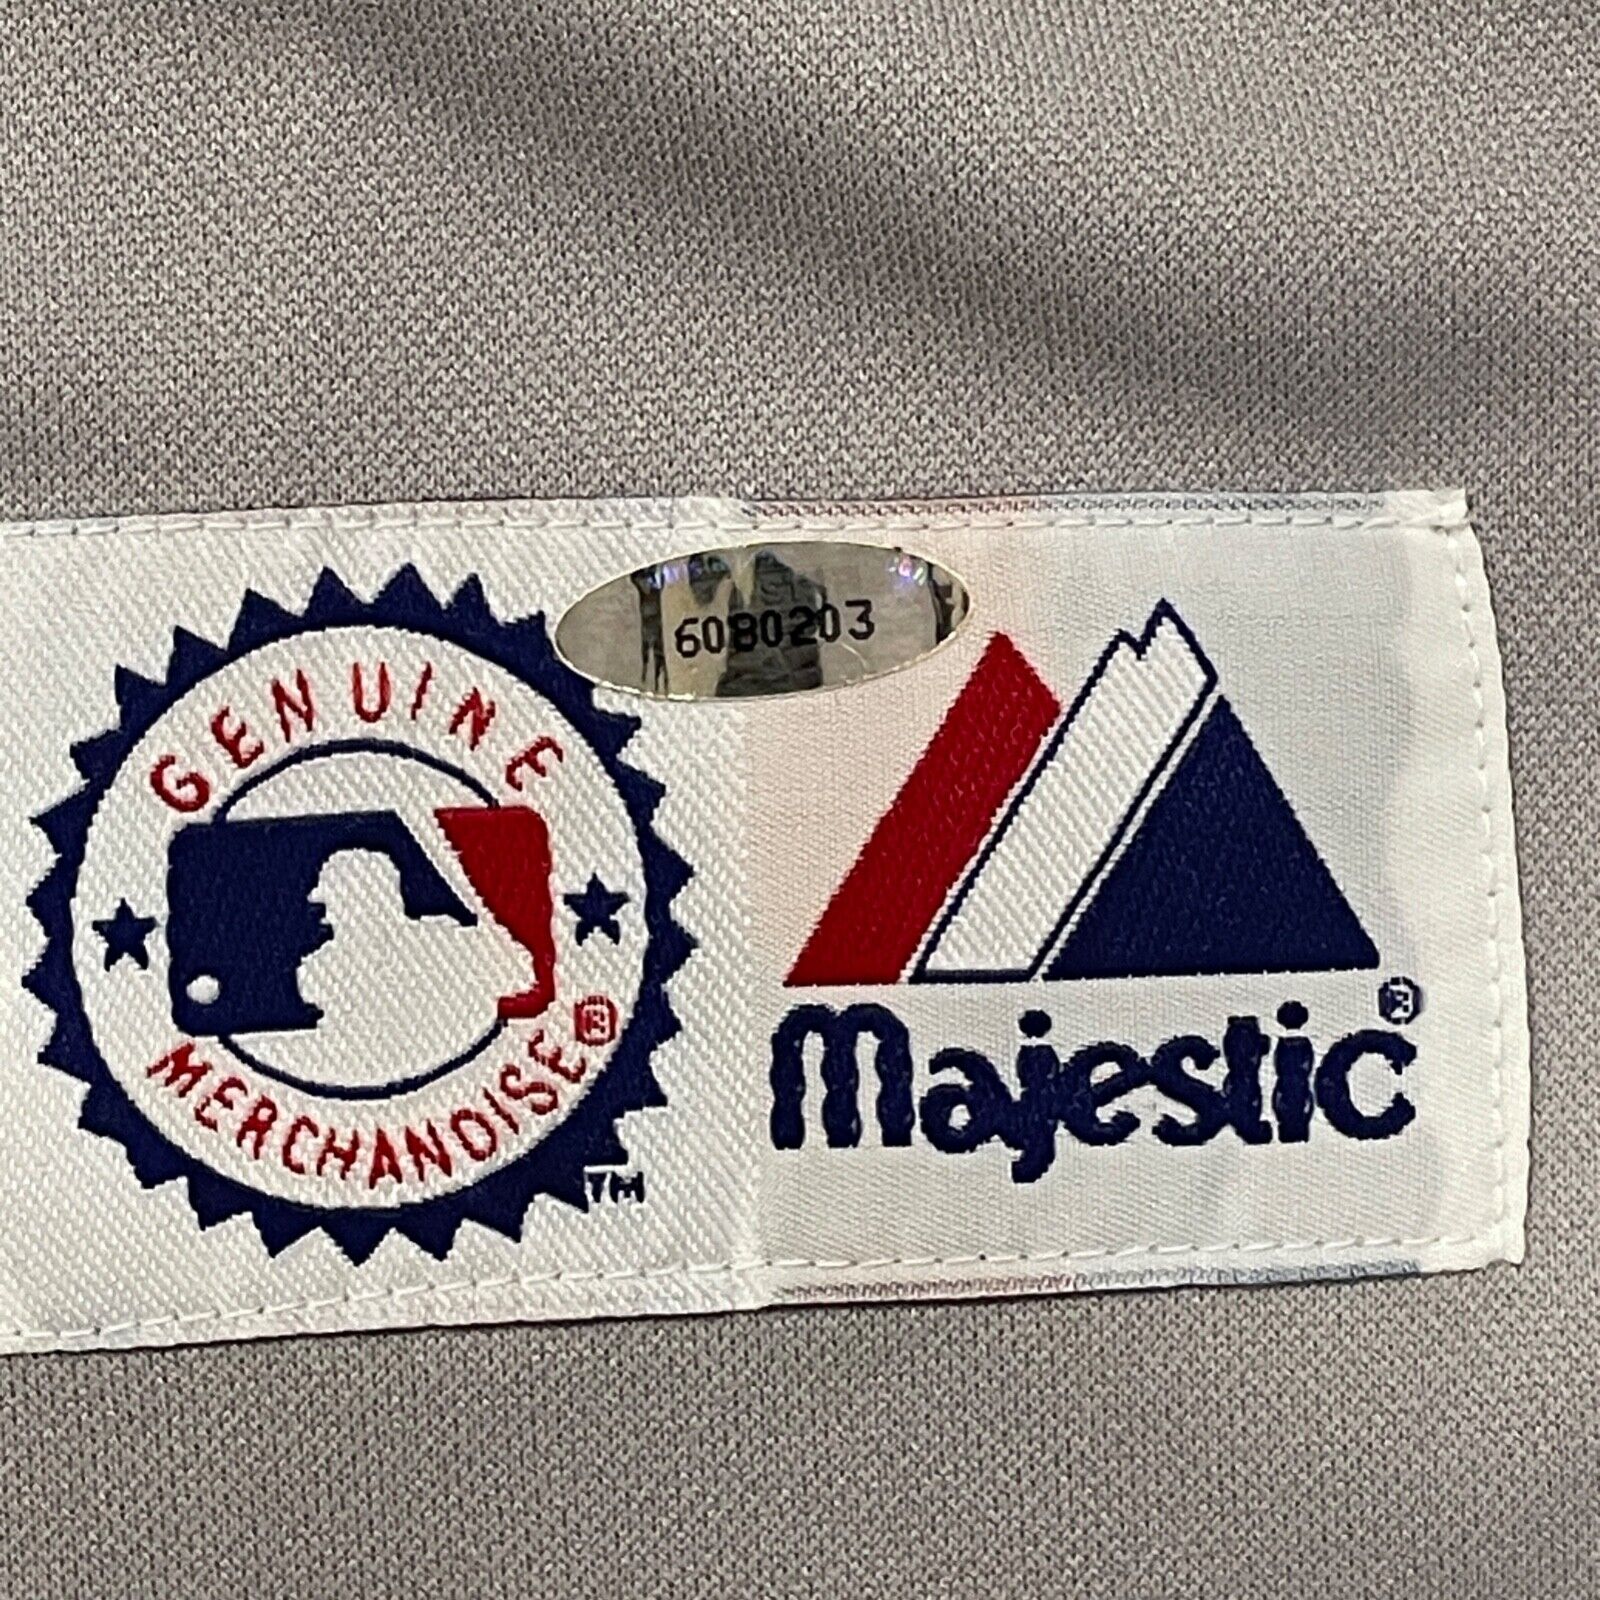 6080203
GENUINE
MERCHANDISE®
TM
majestic®